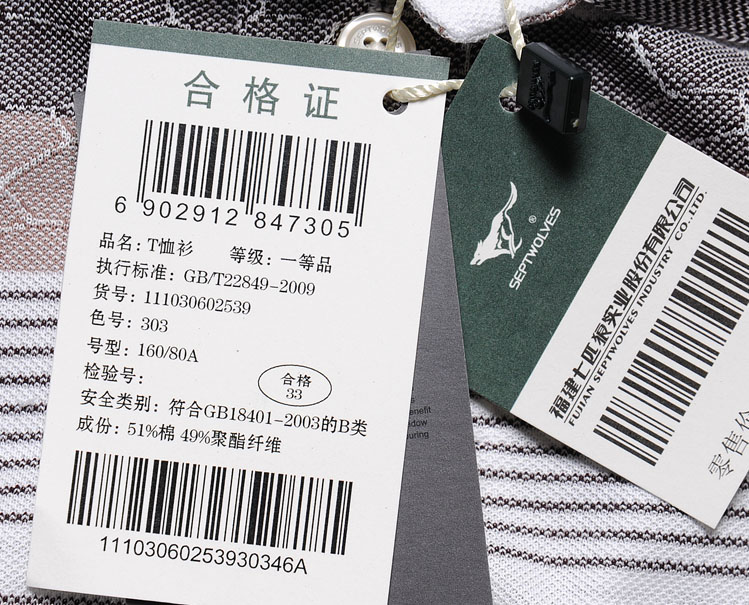 合格证
6 902912 847305
品名: T恤衫 等级: 一等品
执行标准: GB/T22849-2009
货号: 111030602539
色号: 303
号型: 160/80A
检验号:
合格
33
安全类别: 符合GB18401-2003的B类
成份: 51%棉 49%聚酯纤维
11103060253930346A
SEPTWOLVES
®
福建七匹狼实业股份有限公司
FUJIAN SEPTWOLVES INDUSTRY CO.,LTD.
零售价